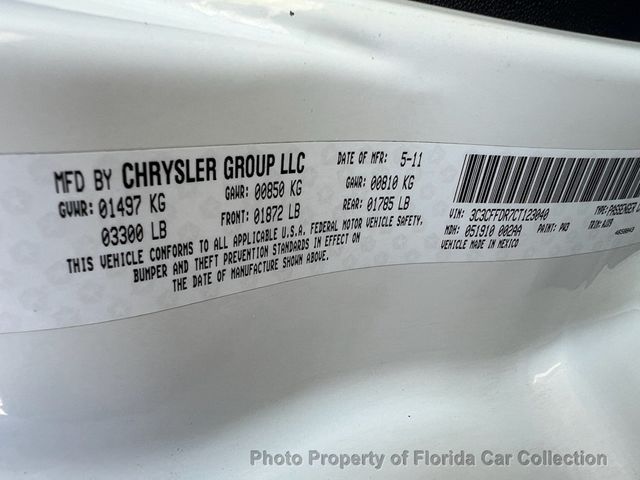 MFD BY CHRYSLER GROUP LLC DATE OF MFR: 5-11
GVWR: 01497 KG GAWR: 00850 KG GAWR: 00810 KG
03300 LB FRONT: 01872 LB REAR: 01785 LB
THIS VEHICLE CONFORMS TO ALL APPLICABLE U.S.A. FEDERAL MOTOR VEHICLE SAFETY,
BUMPER AND THEFT PREVENTION STANDARDS IN EFFECT ON
THE DATE OF MANUFACTURE SHOWN ABOVE.
VIN: 3C3CFFDR7CT123040 TYPE: PASSENGER
MDH: 051910 002AA PAINT: PW3 TRIM:
VEHICLE MADE IN MEXICO
Photo Property of Florida Car Collection